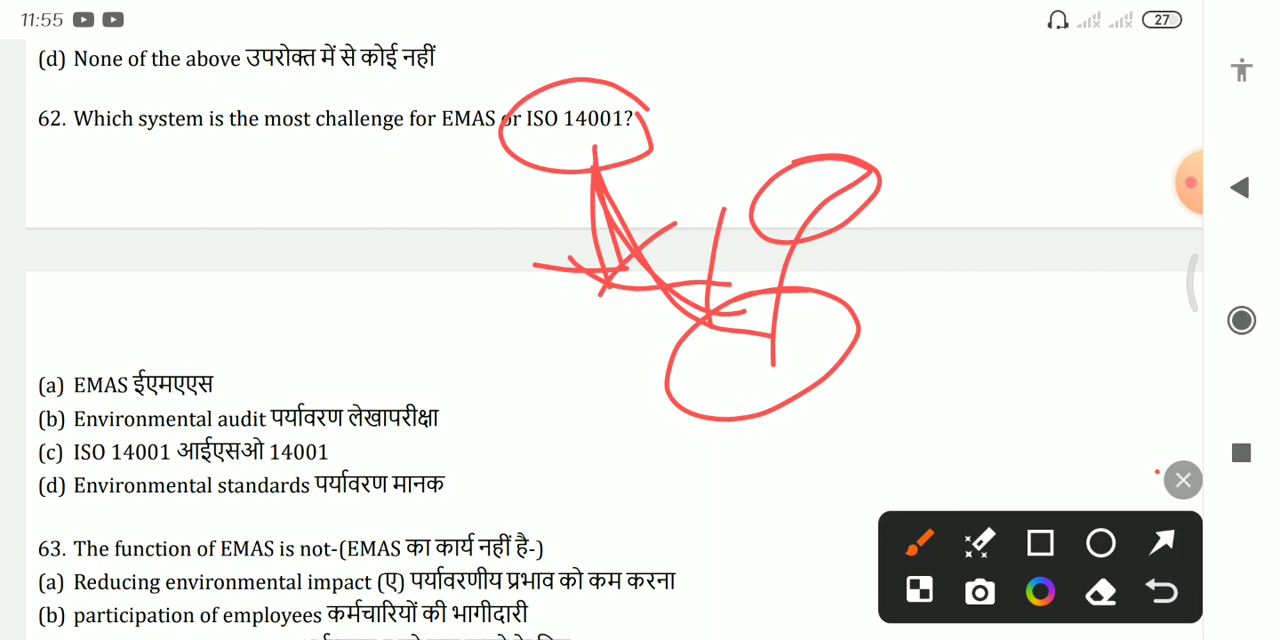 11:55
27
(d) None of the above उपरोक्त में से कोई नहीं
62. Which system is the most challenge for EMAS or ISO 14001?
(a) EMAS ईएमएएस
(b) Environmental audit पर्यावरण लेखापरीक्षा
(c) ISO 14001 आईएसओ 14001
(d) Environmental standards पर्यावरण मानक
63. The function of EMAS is not-(EMAS का कार्य नहीं है-)
(a) Reducing environmental impact (ए) पर्यावरणीय प्रभाव को कम करना
(b) participation of employees कर्मचारियों की भागीदारी